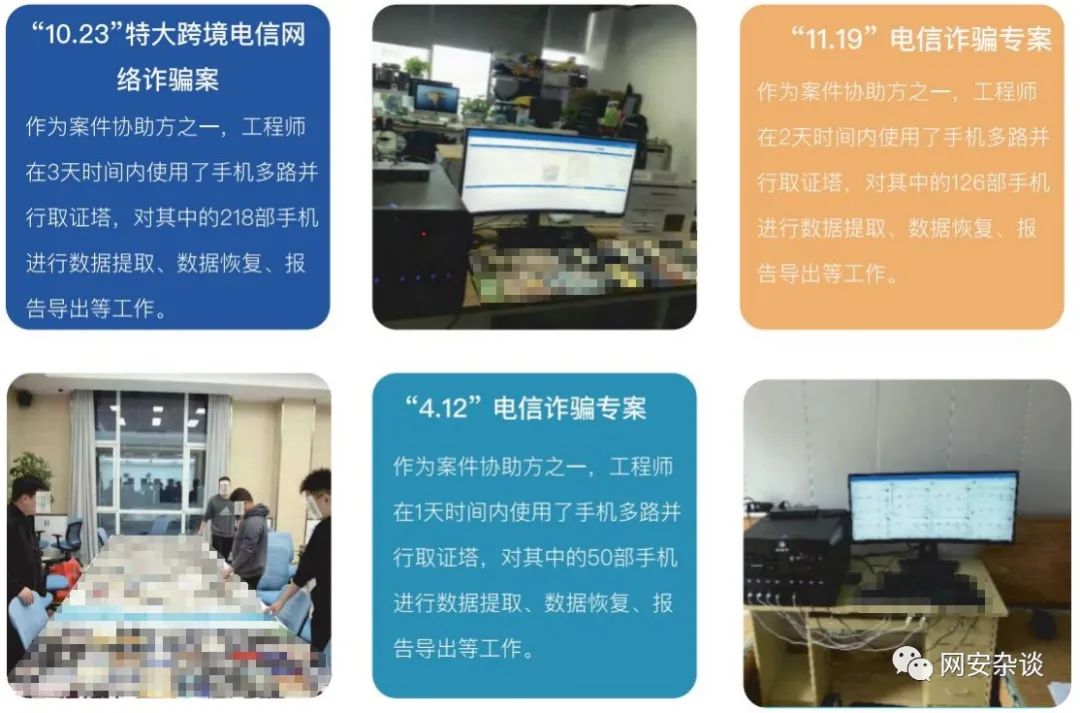 “10.23”特大跨境电信网
络诈骗案
作为案件协助方之一，工程师
在3天时间内使用了手机多路并
行取证塔，对其中的218部手机
进行数据提取、数据恢复、报
告导出等工作。
“11.19” 电信诈骗专案
作为案件协助方之一，工程师
在2天时间内使用了手机多路并
行取证塔，对其中的126部手机
进行数据提取、数据恢复、报
告导出等工作。
“4.12” 电信诈骗专案
作为案件协助方之一，工程师
在1天时间内使用了手机多路并
行取证塔，对其中的50部手机
进行数据提取、数据恢复、报
告导出等工作。
网安杂谈